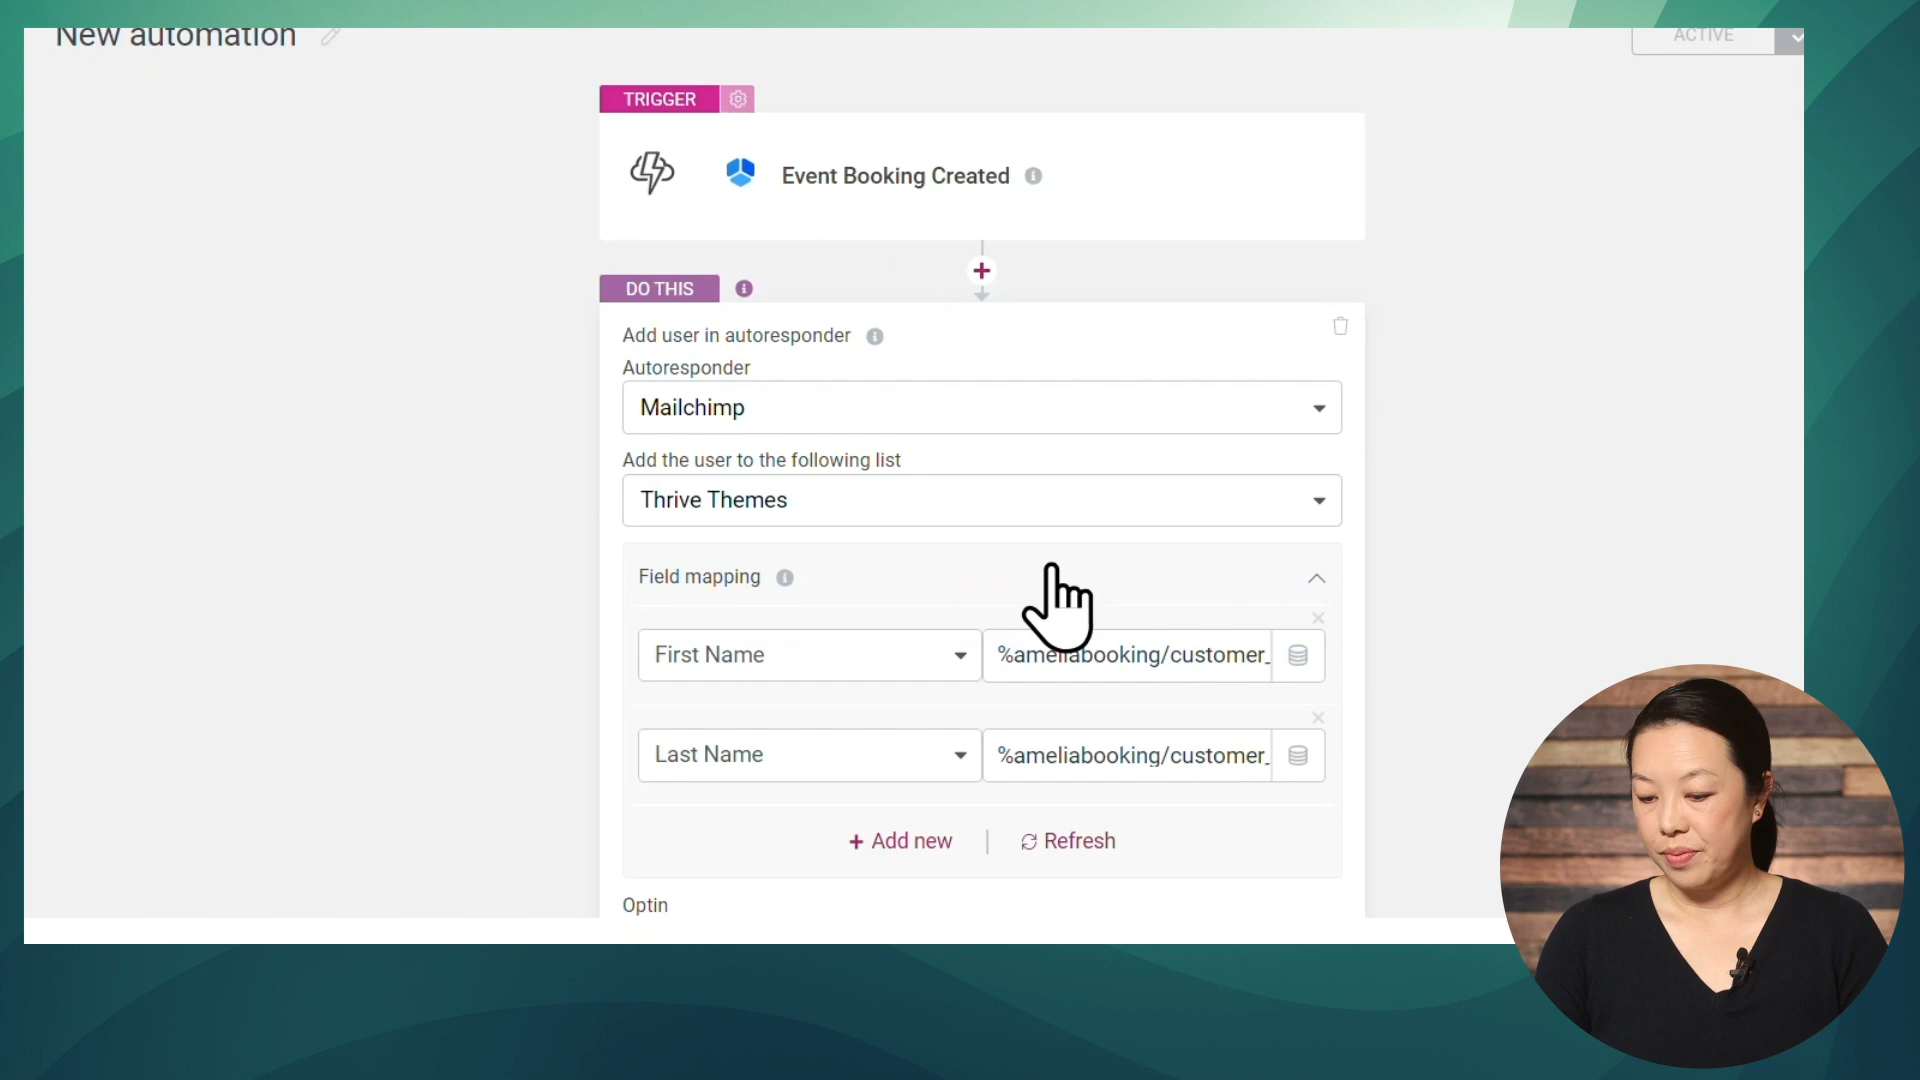 New automation
ACTIVE
TRIGGER
Event Booking Created
DO THIS
Add user in autoresponder
Autoresponder
Mailchimp
Add the user to the following list
Thrive Themes
Field mapping
First Name %ameliabooking/customer_
Last Name %ameliabooking/customer_
+ Add new | Refresh
Optin